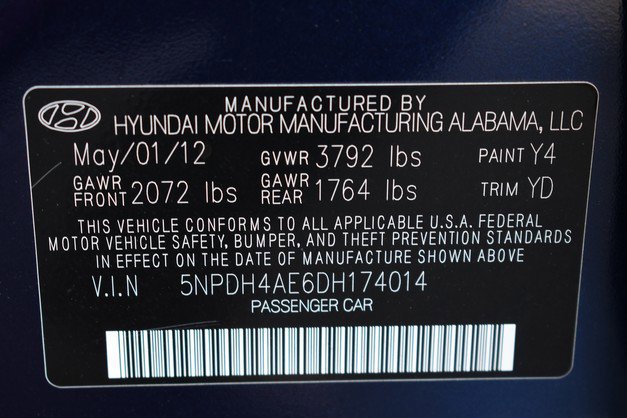 MANUFACTURED BY
HYUNDAI MOTOR MANUFACTURING ALABAMA, LLC
May/01/12 GVWR 3792 lbs PAINT Y4
GAWR FRONT 2072 lbs GAWR REAR 1764 lbs TRIM YD
THIS VEHICLE CONFORMS TO ALL APPLICABLE U.S.A. FEDERAL
MOTOR VEHICLE SAFETY, BUMPER, AND THEFT PREVENTION STANDARDS
IN EFFECT ON THE DATE OF MANUFACTURE SHOWN ABOVE
V.I.N 5NPDH4AE6DH174014
PASSENGER CAR